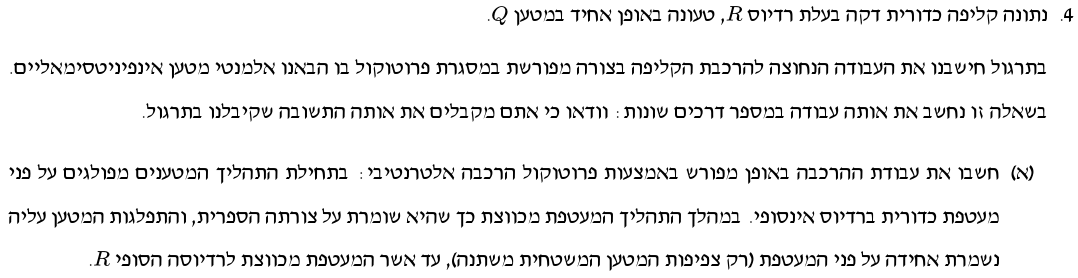 4. נתונה קליפה כדורית דקה בעלת רדיוס R, טעונה באופן אחיד במטען Q.
בתרגול חישבנו את העבודה הנחוצה להרכבת הקליפה בצורה מפורשת במסגרת פרוטוקול בו הבאנו אלמנטי מטען אינפיניטסימאליים.
בשאלה זו נחשב את אותה עבודה במספר דרכים שונות: וודאו כי אתם מקבלים את אותה התשובה שקיבלנו בתרגול.
(א) חשבו את עבודת ההרכבה באופן מפורש באמצעות פרוטוקול הרכבה אלטרנטיבי: בתחילת התהליך המטענים מפולגים על פני
מעטפת כדורית ברדיוס אינסופי. במהלך התהליך המעטפת מכווצת כך שהיא שומרת על צורתה הספרית, והתפלגות המטען עליה
נשמרת אחידה על פני המעטפת (רק צפיפות המטען המשטחית משתנה), עד אשר המעטפת מכווצת לרדיוסה הסופי R.